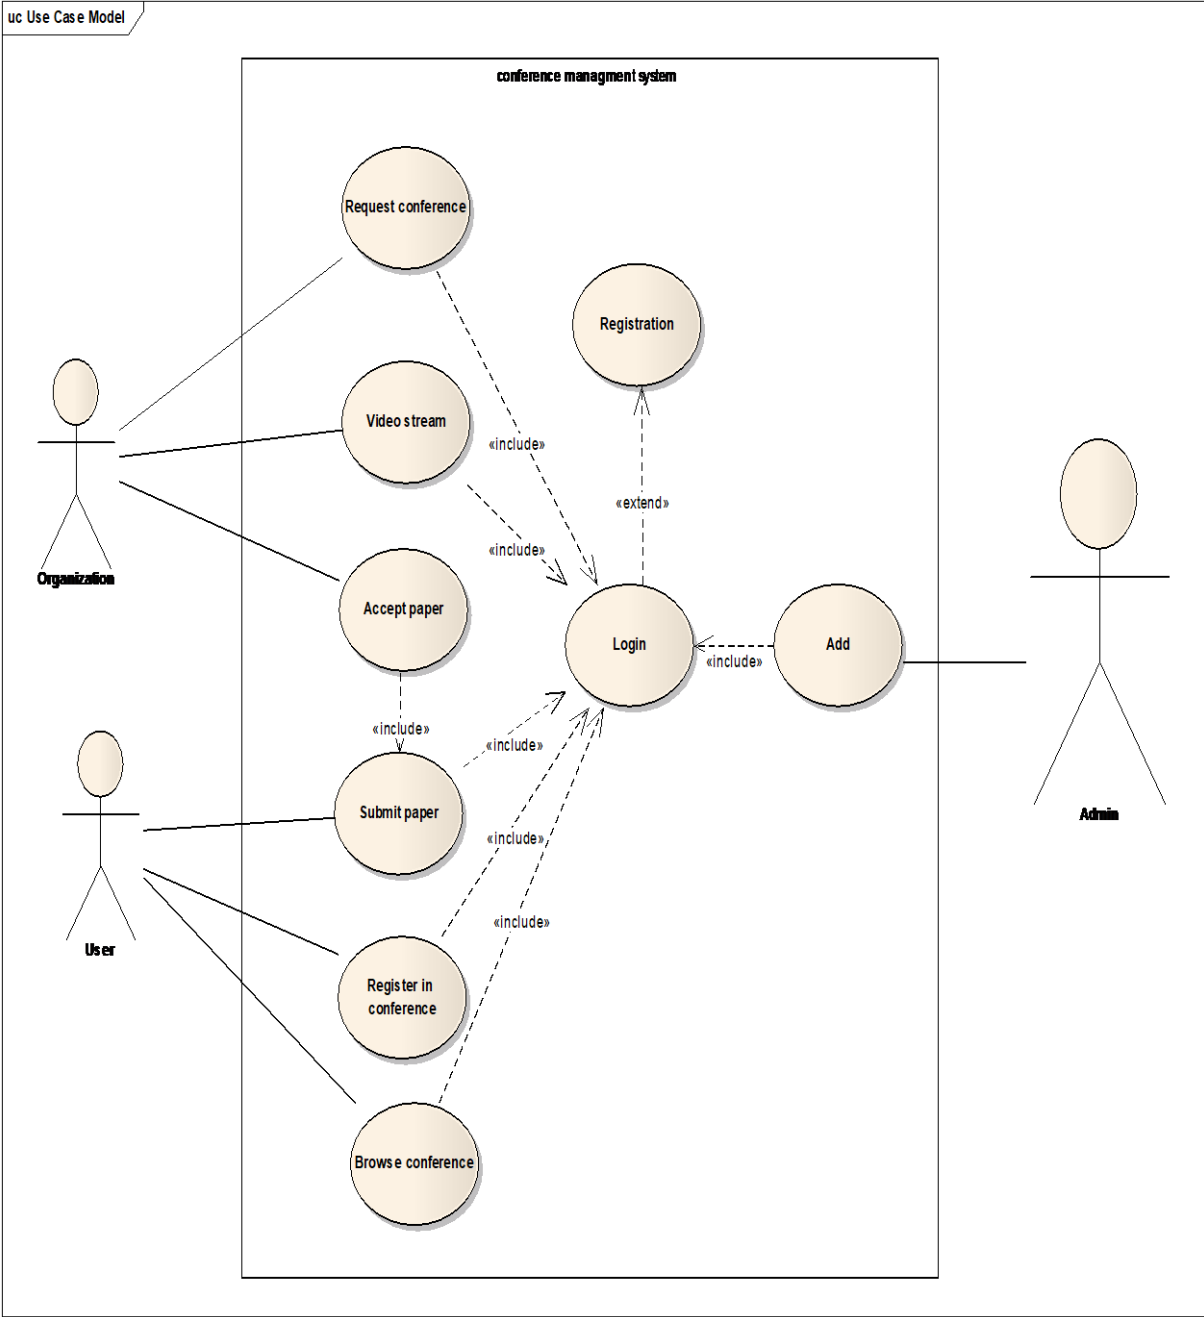 uc Use Case Model
conference managment system
Request conference
Registration
Video stream
«include»
«extend»
«include»
Organization
Accept paper
Login
Add
«include»
«include»
«include»
Submit paper
Admin
«include»
User
«include»
Register in
conference
Browse conference